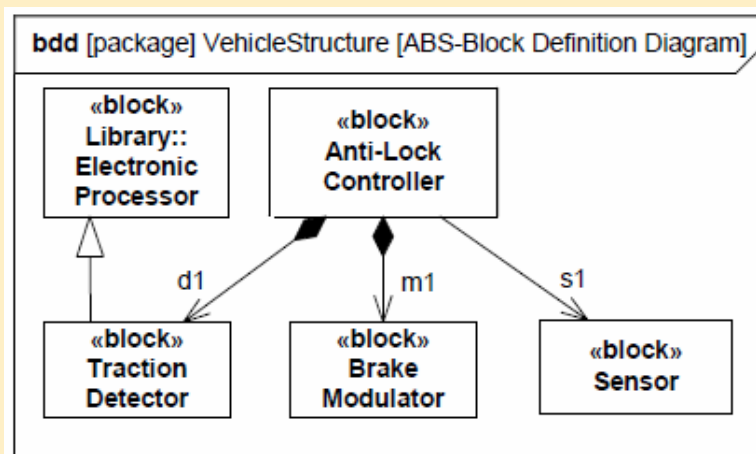 bdd [package] VehicleStructure [ABS-Block Definition Diagram]
«block»
Library::
Electronic
Processor
«block»
Anti-Lock
Controller
d1
m1
s1
«block»
Traction
Detector
«block»
Brake
Modulator
«block»
Sensor